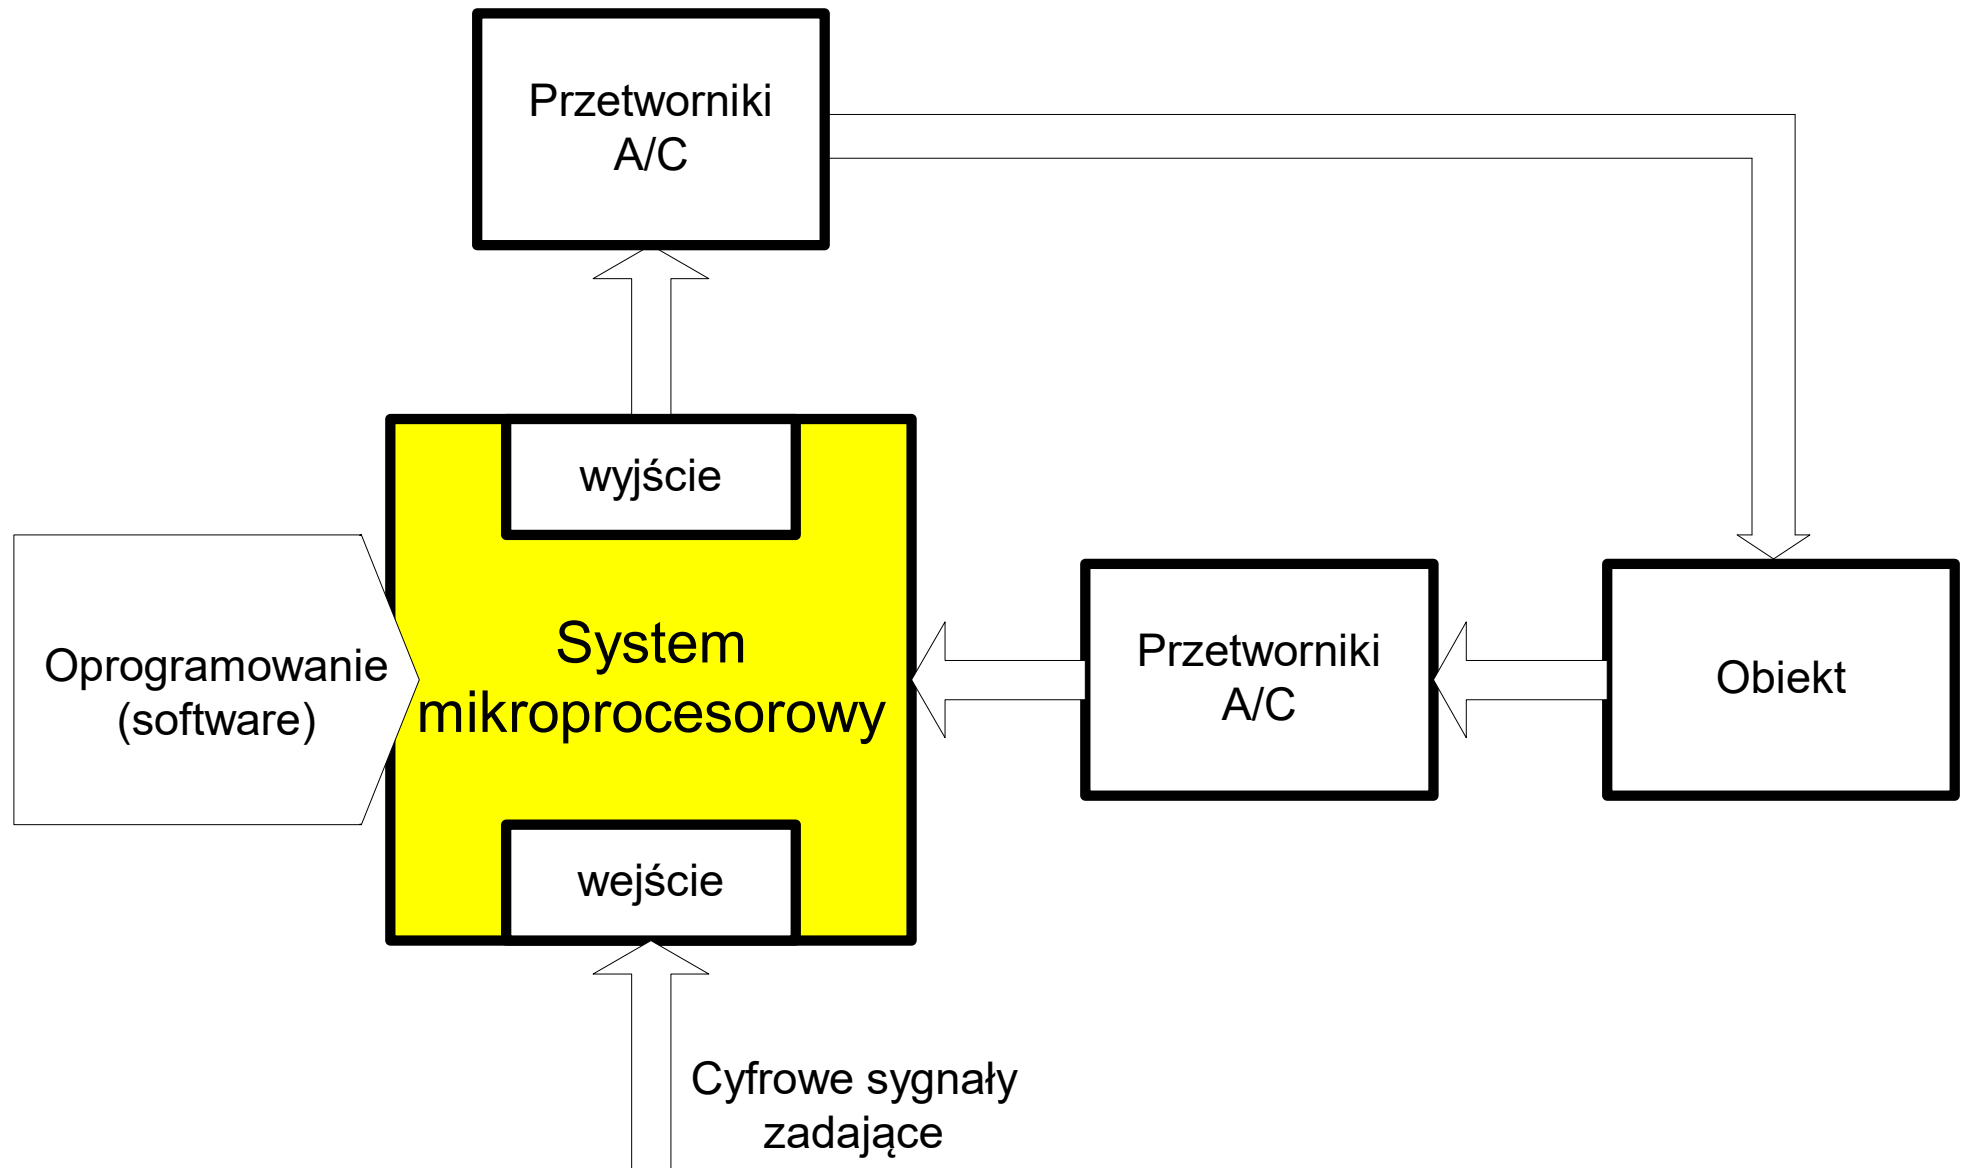 Przetworniki
A/C
wyjście
Oprogramowanie
(software)
System
mikroprocesorowy
Przetworniki
A/C
Obiekt
wejście
Cyfrowe sygnały
zadające